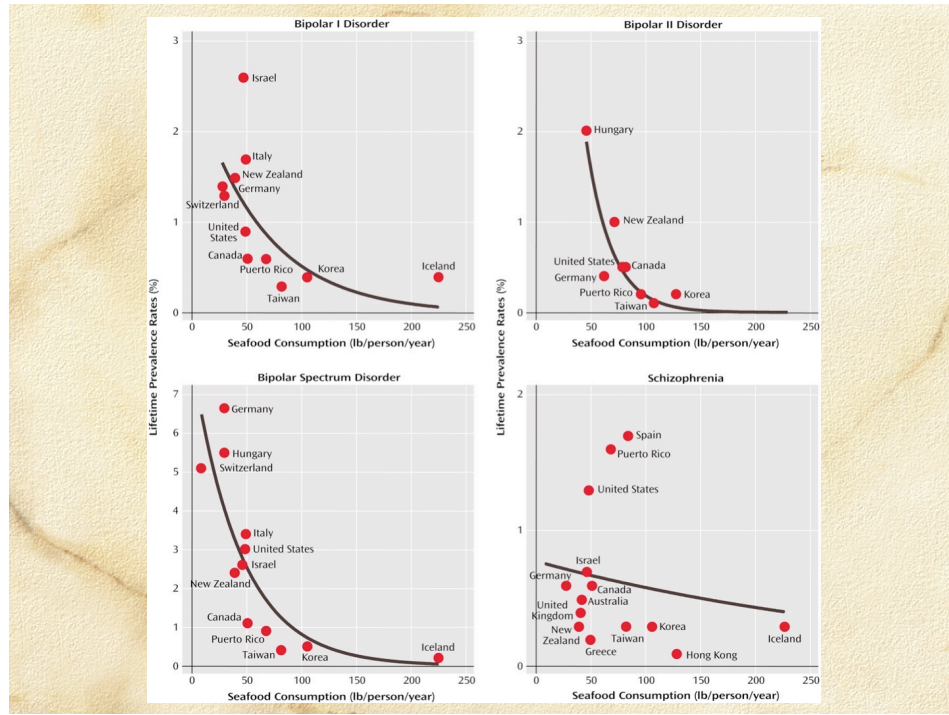 Bipolar I Disorder
Lifetime Prevalence Rates (%)
3
2
1
0
Israel
Italy
New Zealand
Germany
Switzerland
United
States
Canada
Puerto Rico
Korea
Taiwan
Iceland
0 50 100 150 200 250
Seafood Consumption (lb/person/year)
Bipolar II Disorder
Lifetime Prevalence Rates (%)
3
2
1
0
Hungary
New Zealand
United States
Canada
Germany
Puerto Rico
Korea
Taiwan
0 50 100 150 200 250
Seafood Consumption (lb/person/year)
Bipolar Spectrum Disorder
7
6
5
4
3
2
1
0
Germany
Hungary
Switzerland
Italy
United States
Israel
New Zealand
Canada
Puerto Rico
Taiwan
Korea
Iceland
0 50 100 150 200 250
Seafood Consumption (lb/person/year)
Schizophrenia
2
1
0
Spain
Puerto Rico
United States
Israel
Germany
Canada
Australia
United
Kingdom
New
Zealand
Greece
Taiwan
Korea
Hong Kong
Iceland
0 50 100 150 200 250
Seafood Consumption (lb/person/year)